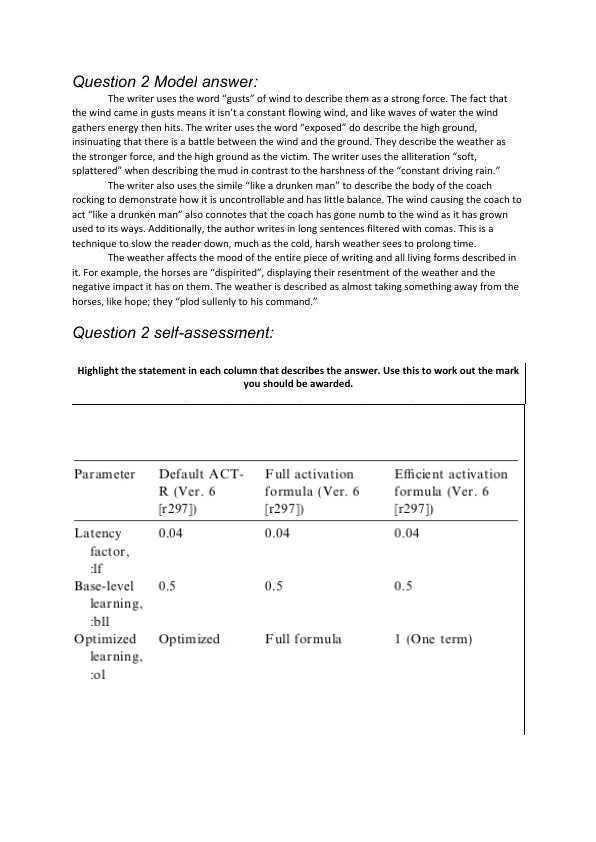 Question 2 Model answer:
The writer uses the word “gusts” of wind to describe them as a strong force. The fact that
the wind came in gusts means it isn’t a constant flowing wind, and like waves of water the wind
gathers energy then hits. The writer uses the word “exposed” do describe the high ground,
insinuating that there is a battle between the wind and the ground. They describe the weather as
the stronger force, and the high ground as the victim. The writer uses the alliteration “soft,
splattered” when describing the mud in contrast to the harshness of the “constant driving rain.”
The writer also uses the simile “like a drunken man” to describe the body of the coach
rocking to demonstrate how it is uncontrollable and has little balance. The wind causing the coach to
act “like a drunken man” also connotes that the coach has gone numb to the wind as it has grown
used to its ways. Additionally, the author writes in long sentences filtered with comas. This is a
technique to slow the reader down, much as the cold, harsh weather sees to prolong time.
The weather affects the mood of the entire piece of writing and all living forms described in
it. For example, the horses are “dispirited”, displaying their resentment of the weather and the
negative impact it has on them. The weather is described as almost taking something away from the
horses, like hope; they “plod sullenly to his command.”
Question 2 self-assessment:
Highlight the statement in each column that describes the answer. Use this to work out the mark
you should be awarded.
Parameter Default ACT- Full activation Efficient activation
R (Ver. 6 formula (Ver. 6 formula (Ver. 6
[r297]) [r297]) [r297])
Latency 0.04 0.04 0.04
factor,
:lf
Base-level 0.5 0.5 0.5
learning,
:bll
Optimized Optimized Full formula 1 (One term)
learning,
:ol